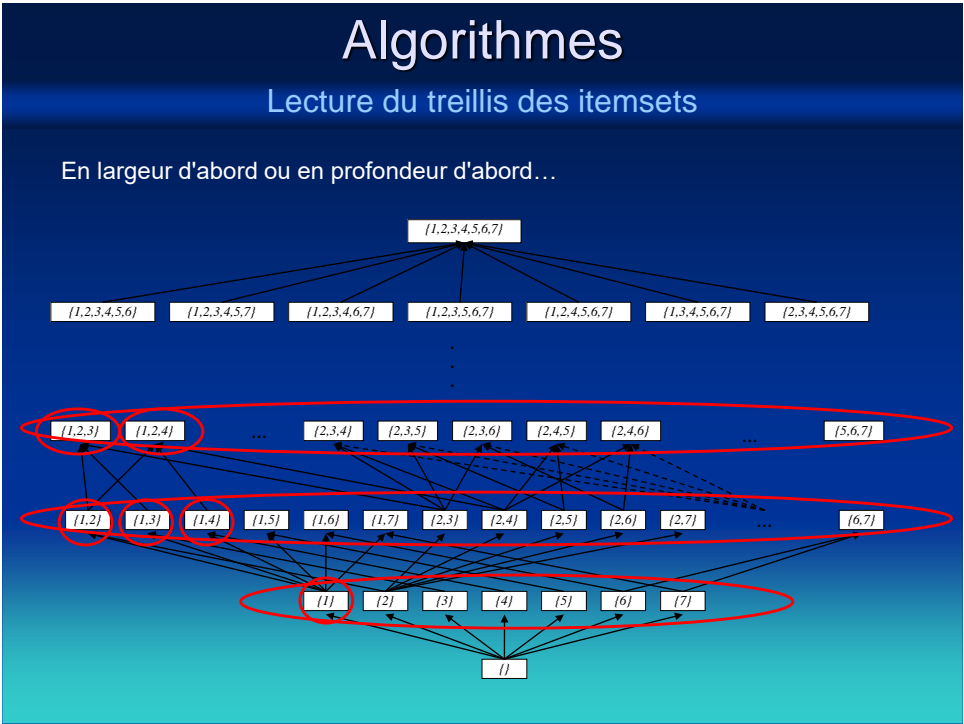 Algorithmes
Lecture du treillis des itemsets
En largeur d'abord ou en profondeur d'abord…
{1,2,3,4,5,6,7}
{1,2,3,4,5,6} {1,2,3,4,5,7} {1,2,3,4,6,7} {1,2,3,5,6,7} {1,2,4,5,6,7} {1,3,4,5,6,7} {2,3,4,5,6,7}
.
.
.
{1,2,3} {1,2,4} ... {2,3,4} {2,3,5} {2,3,6} {2,4,5} {2,4,6} ... {5,6,7}
{1,2} {1,3} {1,4} {1,5} {1,6} {1,7} {2,3} {2,4} {2,5} {2,6} {2,7} ... {6,7}
{1} {2} {3} {4} {5} {6} {7}
{}